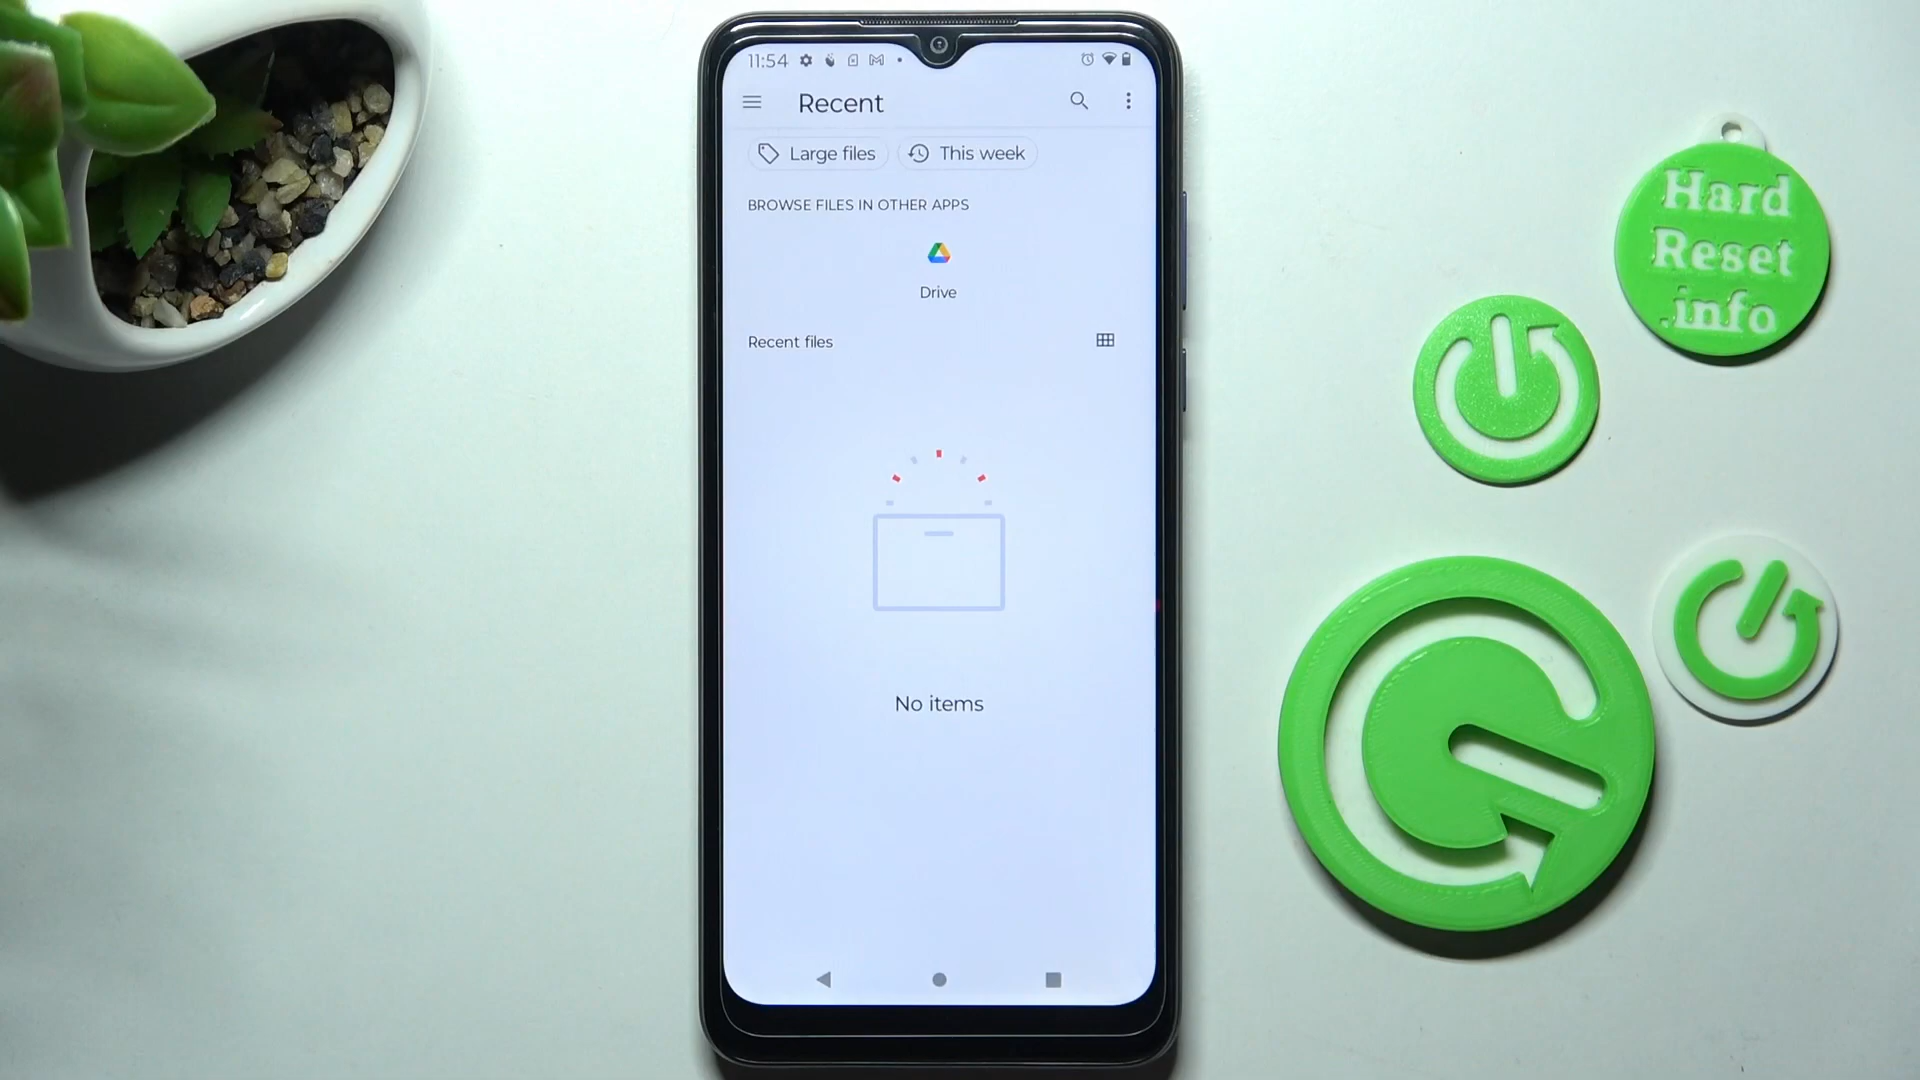 11:54
Recent
Large files
This week
BROWSE FILES IN OTHER APPS
Drive
Recent files
No items
Hard
Reset
.info